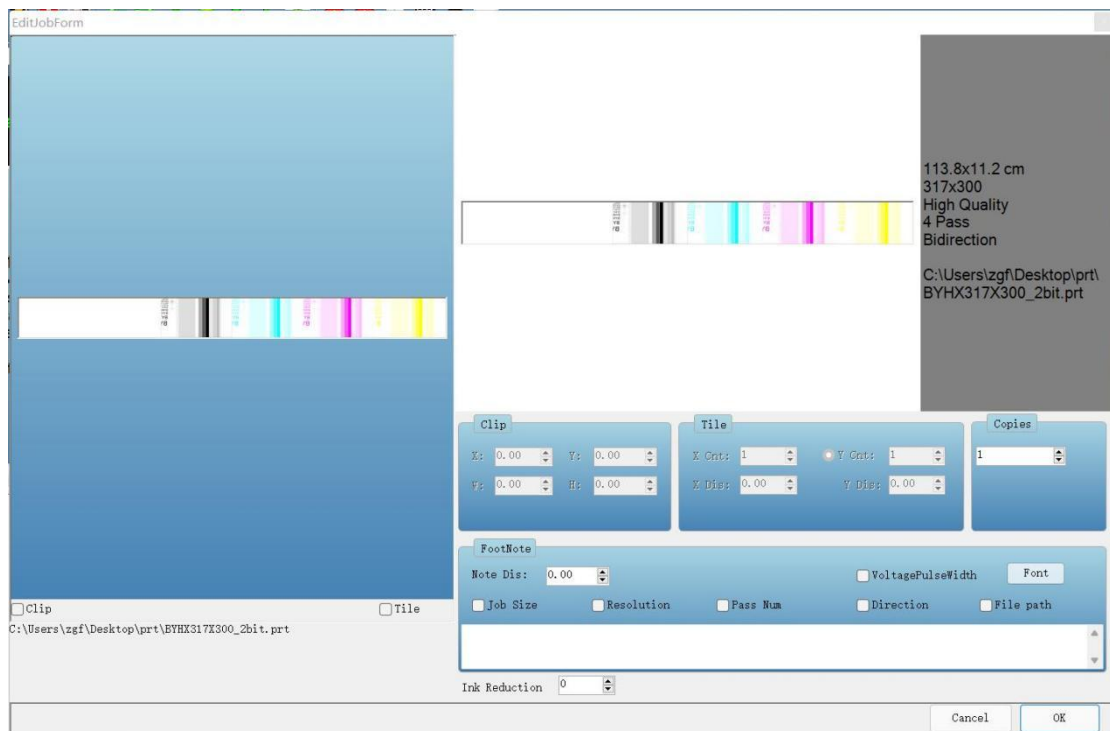 EditJobForm
113.8x11.2 cm
317x300
High Quality
4 Pass
Bidirection
C:\Users\zgf\Desktop\prt\
BYHX317X300_2bit.prt
Clip
X: 0.00 Y: 0.00
W: 0.00 H: 0.00
Tile
X Cnt: 1 Y Cnt: 1
X Dis: 0.00 Y Dis: 0.00
Copies
1
FootNote
Note Dis: 0.00 VoltagePulseWidth Font
Job Size Resolution Pass Num Direction File path
Clip Tile
C:\Users\zgf\Desktop\prt\BYHX317X300_2bit.prt
Ink Reduction 0
Cancel OK